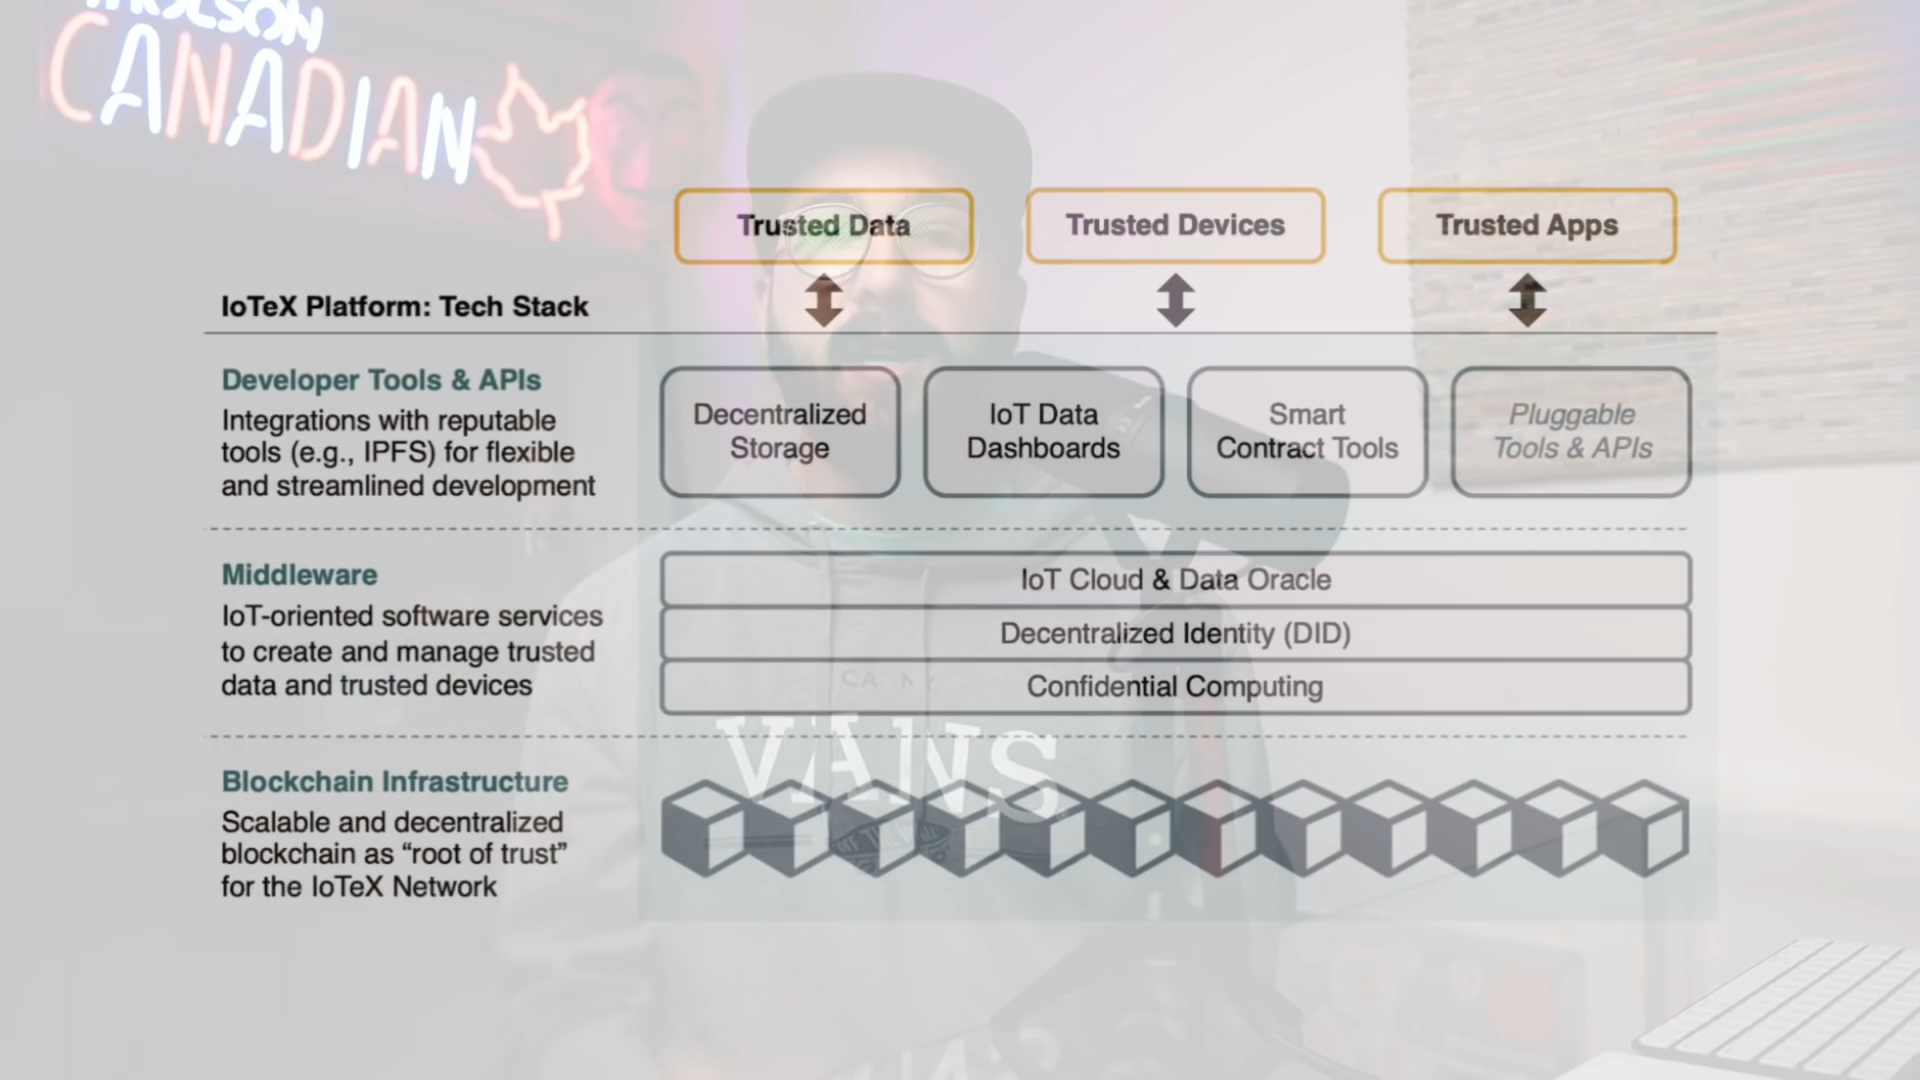 CANADIAN
Trusted Data
Trusted Devices
Trusted Apps
IoTeX Platform: Tech Stack
Developer Tools & APIs
Integrations with reputable
tools (e.g., IPFS) for flexible
and streamlined development
Decentralized
Storage
IoT Data
Dashboards
Smart
Contract Tools
Pluggable
Tools & APIs
Middleware
IoT-oriented software services
to create and manage trusted
data and trusted devices
IoT Cloud & Data Oracle
Decentralized Identity (DID)
Confidential Computing
VANS
Blockchain Infrastructure
Scalable and decentralized
blockchain as “root of trust”
for the IoTeX Network